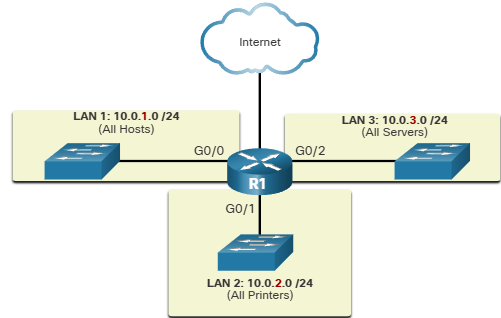 Internet
LAN 1: 10.0.1.0 /24
(All Hosts)
LAN 3: 10.0.3.0 /24
(All Servers)
G0/0
G0/2
R1
G0/1
LAN 2: 10.0.2.0 /24
(All Printers)